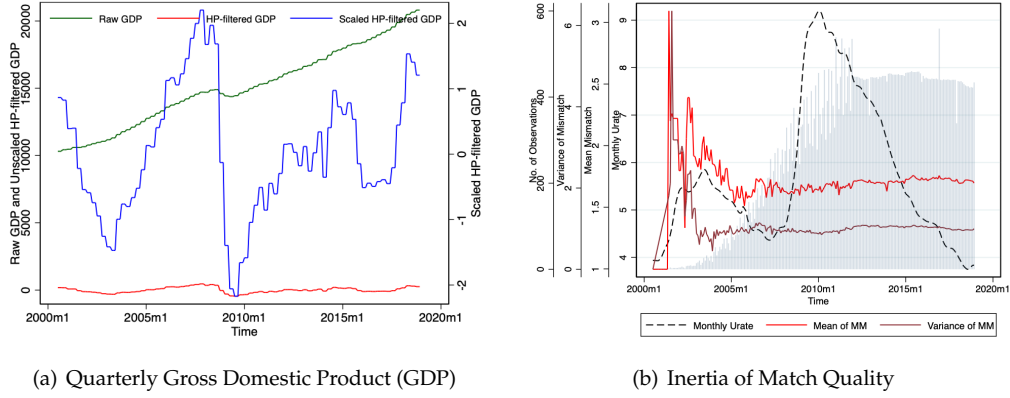 Raw GDP HP-filtered GDP Scaled HP-filtered GDP
Raw GDP and Unscaled HP-filtered GDP
0 5000 10000 15000 20000
-2 -1 0 1 2
Scaled HP-filtered GDP
2000m1 2005m1 2010m1 2015m1 2020m1
Time
(a) Quarterly Gross Domestic Product (GDP)
No. of Observations
0 200 400 600
Variance of Mismatch
0 2 4 6
Mean Mismatch
1 1.5 2 2.5 3
Monthly Urate
4 5 6 7 8 9
2000m1 2005m1 2010m1 2015m1 2020m1
Time
Monthly Urate Mean of MM Variance of MM
(b) Inertia of Match Quality